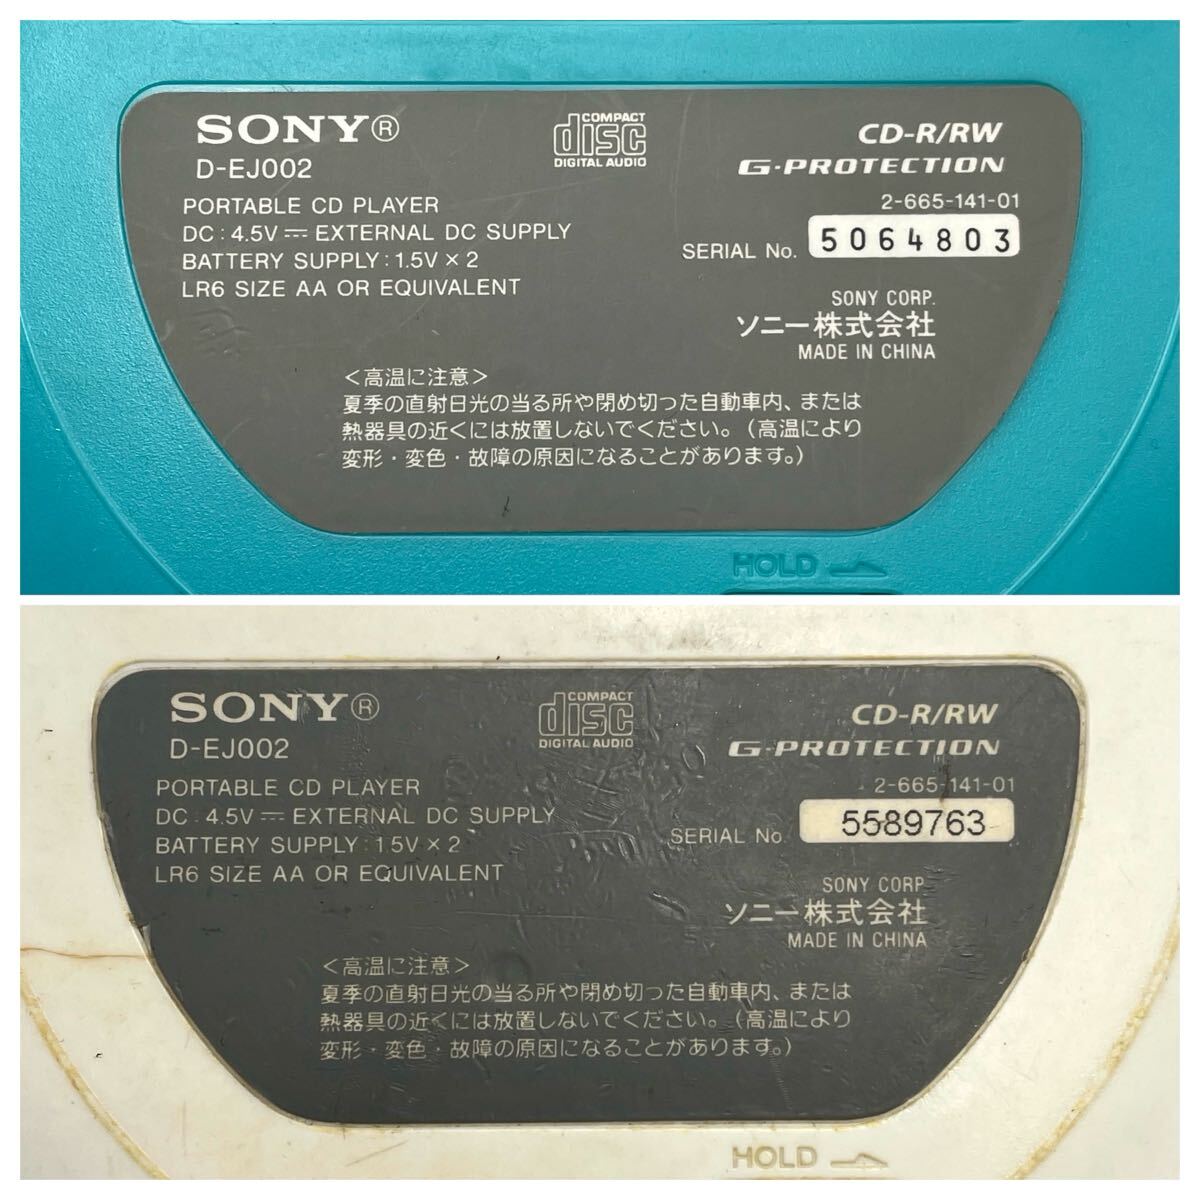 SONY®
D-EJ002
COMPACT
disc
DIGITAL AUDIO
CD-R/RW
G-PROTECTION
PORTABLE CD PLAYER
DC : 4.5V ⎓ EXTERNAL DC SUPPLY
BATTERY SUPPLY : 1.5V × 2
LR6 SIZE AA OR EQUIVALENT
2-665-141-01
SERIAL No. 5064803
SONY CORP.
ソニー株式会社
MADE IN CHINA
<高温に注意>
夏季の直射日光の当る所や閉め切った自動車内、または
熱器具の近くには放置しないでください。(高温により
変形・変色・故障の原因になることがあります。)
HOLD
SONY®
D-EJ002
COMPACT
disc
DIGITAL AUDIO
CD-R/RW
G-PROTECTION
PORTABLE CD PLAYER
DC : 4.5V ⎓ EXTERNAL DC SUPPLY
BATTERY SUPPLY : 1.5V × 2
LR6 SIZE AA OR EQUIVALENT
2-665-141-01
SERIAL No. 5589763
SONY CORP.
ソニー株式会社
MADE IN CHINA
<高温に注意>
夏季の直射日光の当る所や閉め切った自動車内、または
熱器具の近くには放置しないでください。(高温により
変形・変色・故障の原因になることがあります。)
HOLD